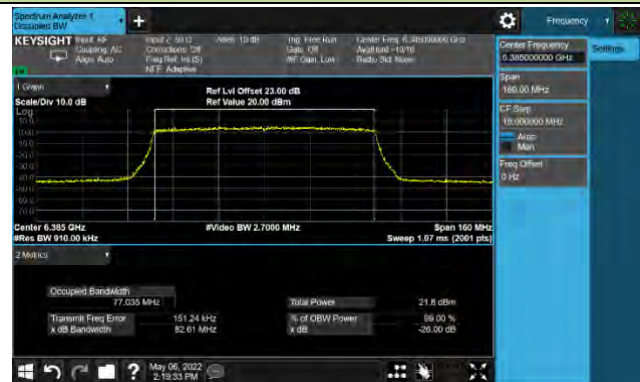 Spectrum Analyzer 1
Occupied BW
Frequency
KEYSIGHT Input: RF
Coupling: AC
Align: Auto
Input Z: 50 Ω
Corrections: Off
Freq Ref: Int (S)
NFE: Adaptive
Atten: 10 dB
Trig: Free Run
Gate: Off
#IF Gain: Low
Center Freq: 6.385000000 GHz
Avg|Hold: >10/10
Radio Std: None
Center Frequency
6.385000000 GHz
Settings
Span
160.00 MHz
CF Step
Auto
Man
Freq Offset
0 Hz
1 Graph
Scale/Div 10.0 dB
Ref Lvl Offset 23.00 dB
Ref Value 20.00 dBm
Log
Center 6.385 GHz
#Res BW 910.00 kHz
#Video BW 2.7000 MHz
Span 160 MHz
Sweep 1.07 ms (2001 pts)
2 Metrics
Occupied Bandwidth
77.035 MHz
Total Power 21.8 dBm
Transmit Freq Error 151.24 kHz
% of OBW Power 99.00 %
x dB Bandwidth 82.61 MHz
x dB -26.00 dB
May 06, 2022
2:19:33 PM